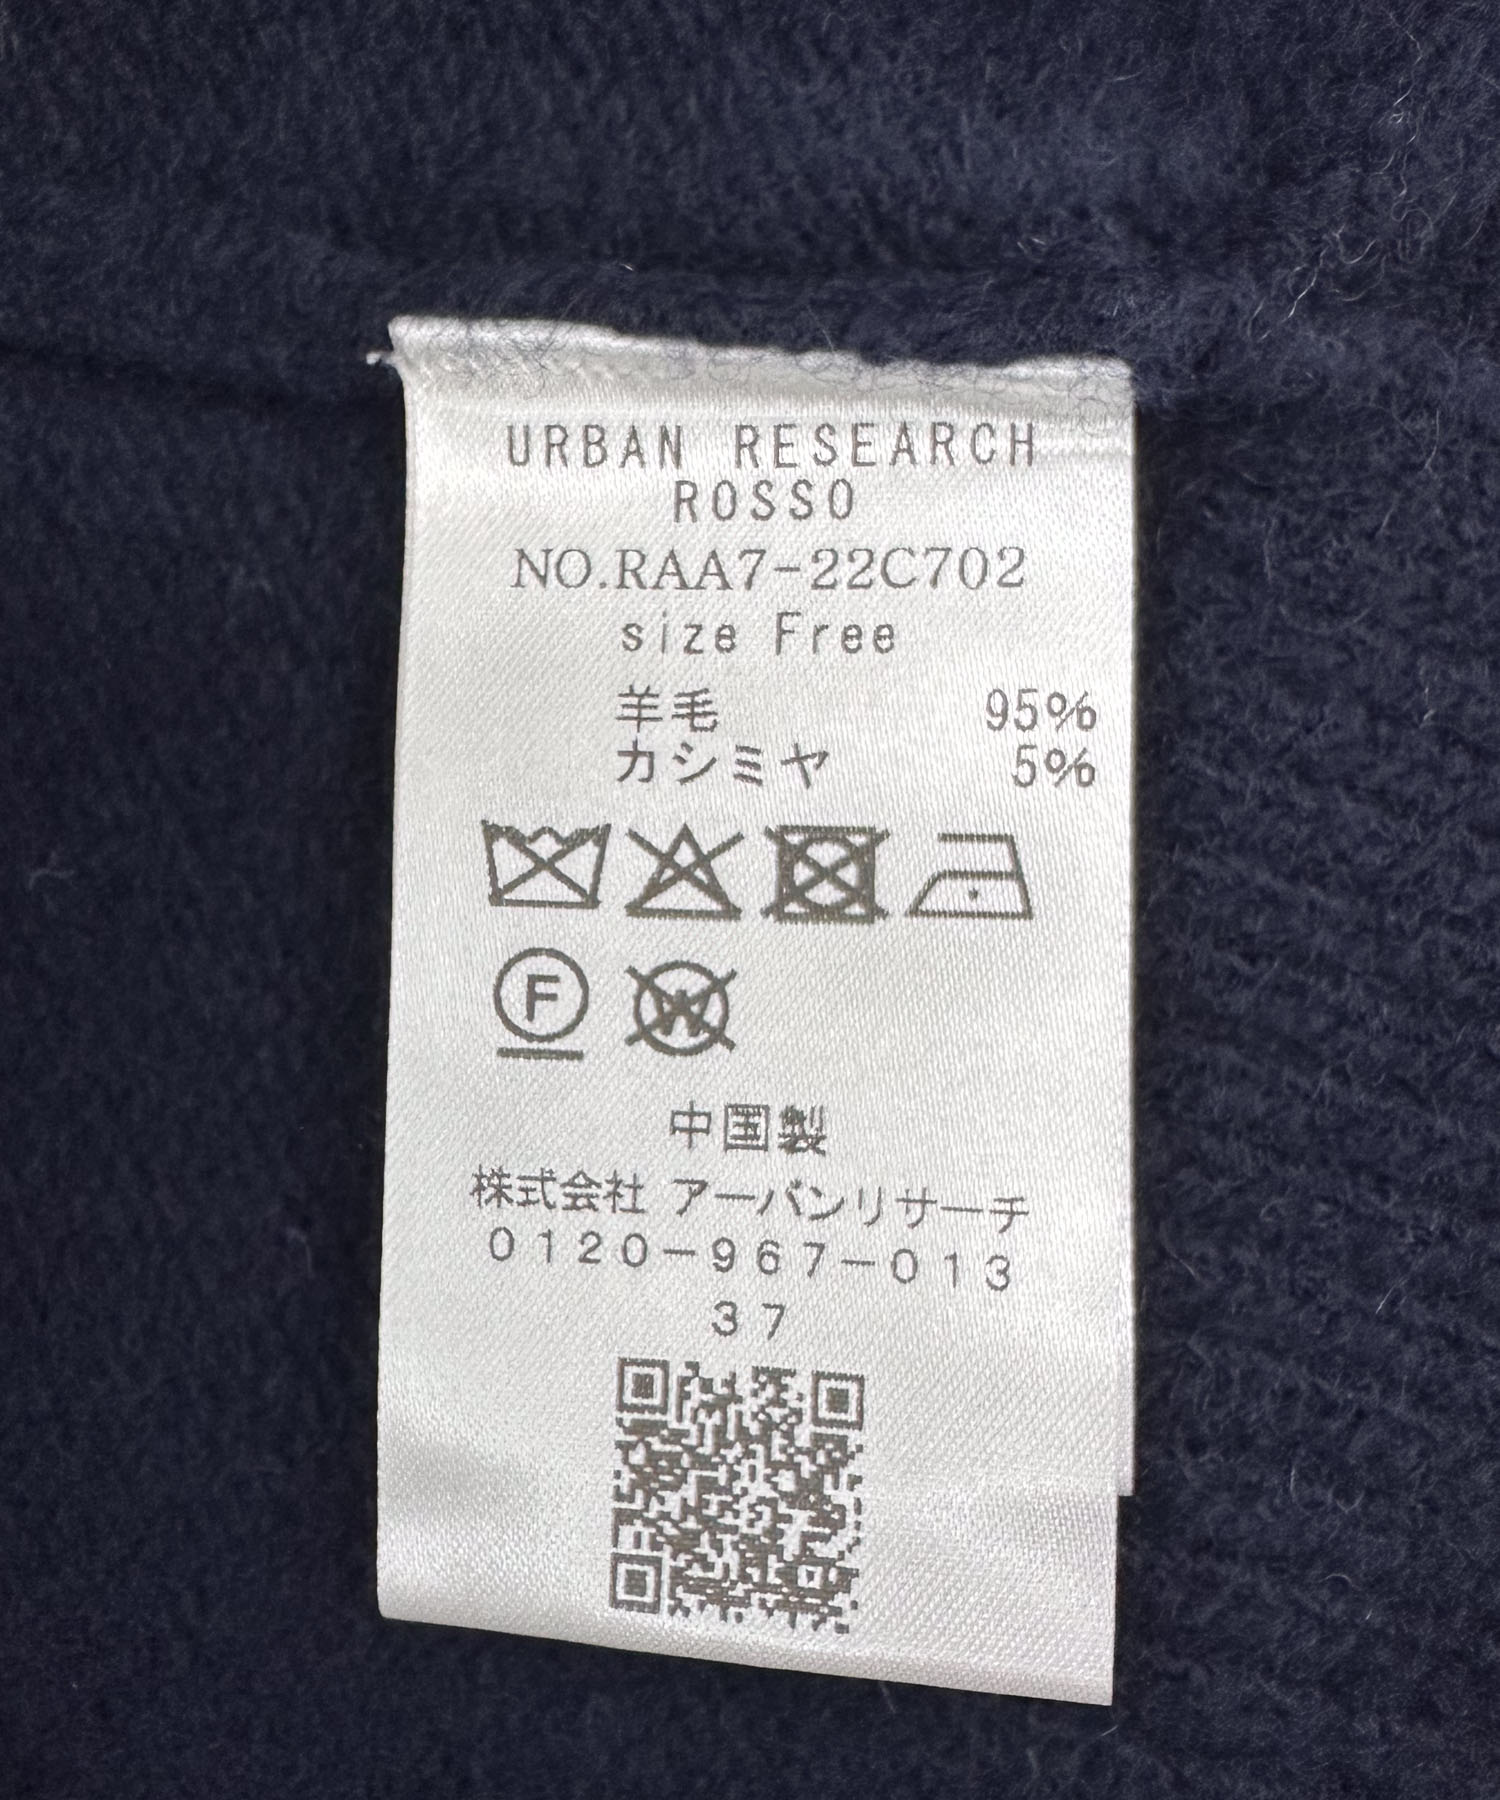 URBAN RESEARCH
ROSSO
NO.RAA7-22C702
size Free
羊毛 95%
カシミヤ 5%
F W
中国製
株式会社 アーバンリサーチ
0120-967-013
37